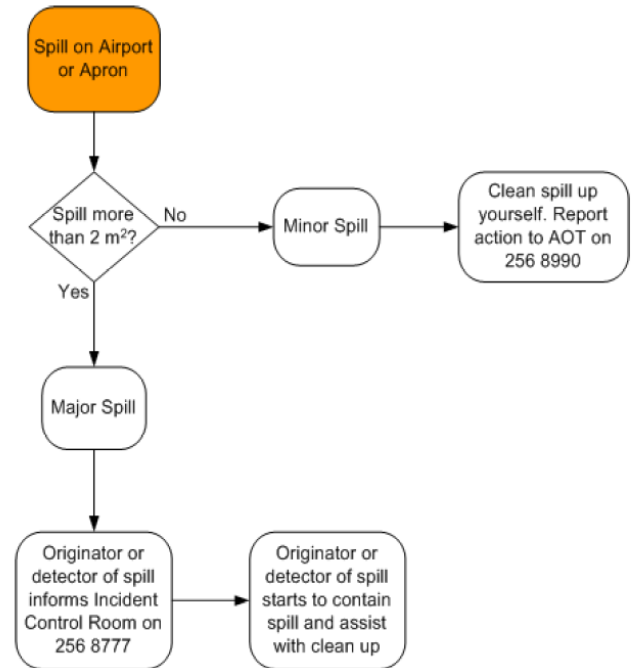 Spill on Airport
or Apron
Spill more
than 2 m²?
No
Minor Spill
Clean spill up
yourself. Report
action to AOT on
256 8990
Yes
Major Spill
Originator or
detector of spill
informs Incident
Control Room on
256 8777
Originator or
detector of spill
starts to contain
spill and assist
with clean up